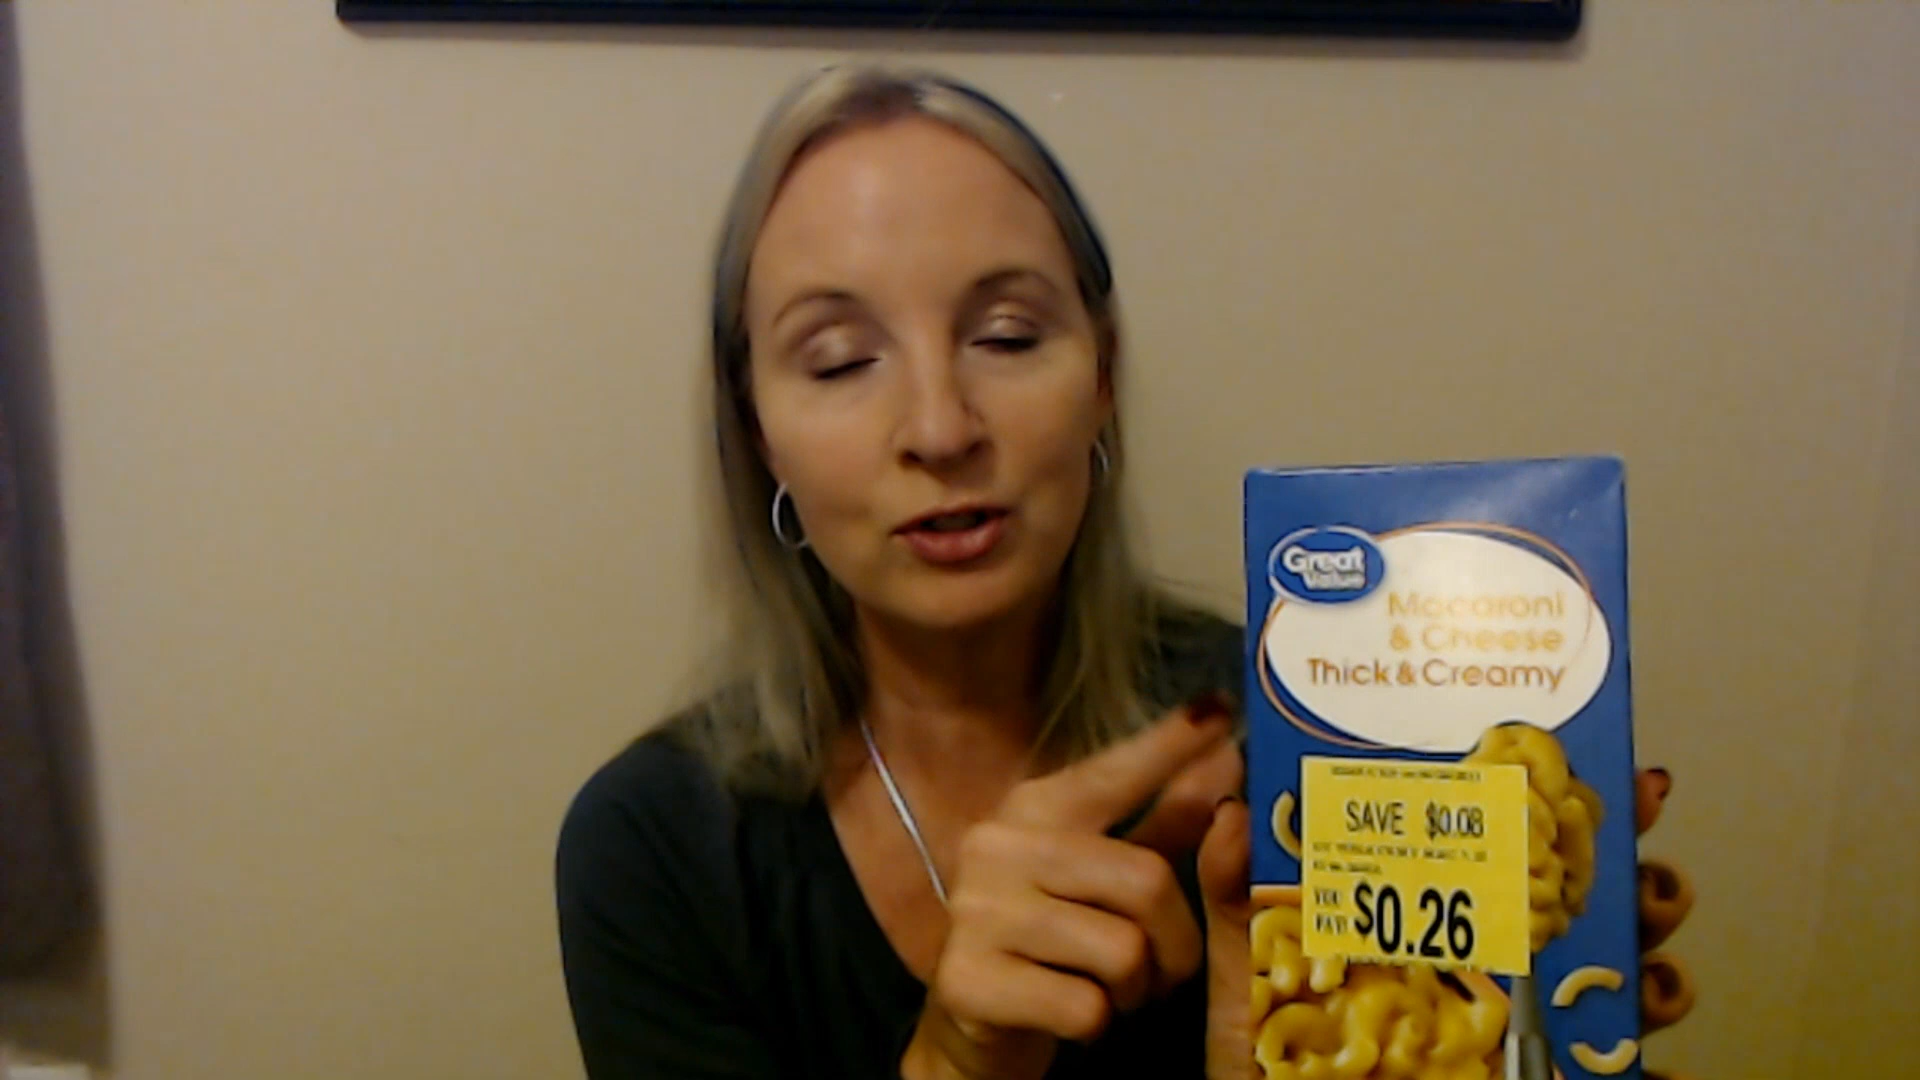 Great
Value
Macaroni
& Cheese
Thick & Creamy
SAVE $0.08
YOU
PAY $0.26